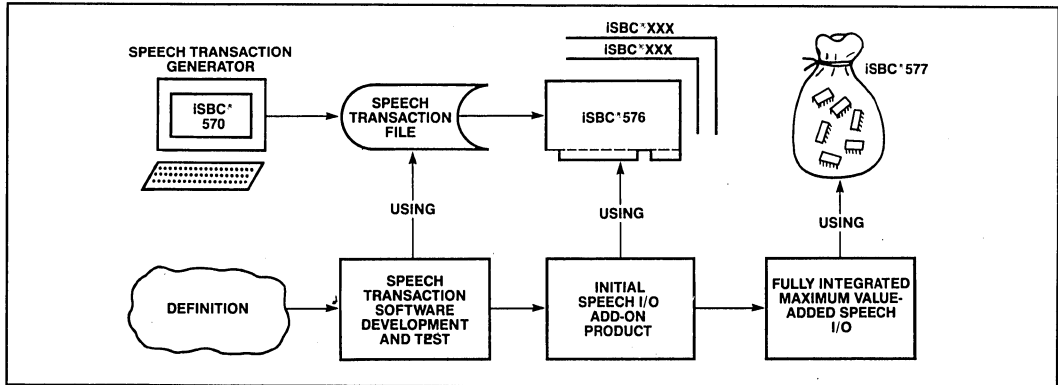 iSBC*XXX
iSBC*XXX
SPEECH TRANSACTION
GENERATOR
iSBC*
570
SPEECH
TRANSACTION
FILE
iSBC*576
iSBC*577
USING
USING
USING
DEFINITION
SPEECH
TRANSACTION
SOFTWARE
DEVELOPMENT
AND TEST
INITIAL
SPEECH I/O
ADD-ON
PRODUCT
FULLY INTEGRATED
MAXIMUM VALUE-
ADDED SPEECH
I/O